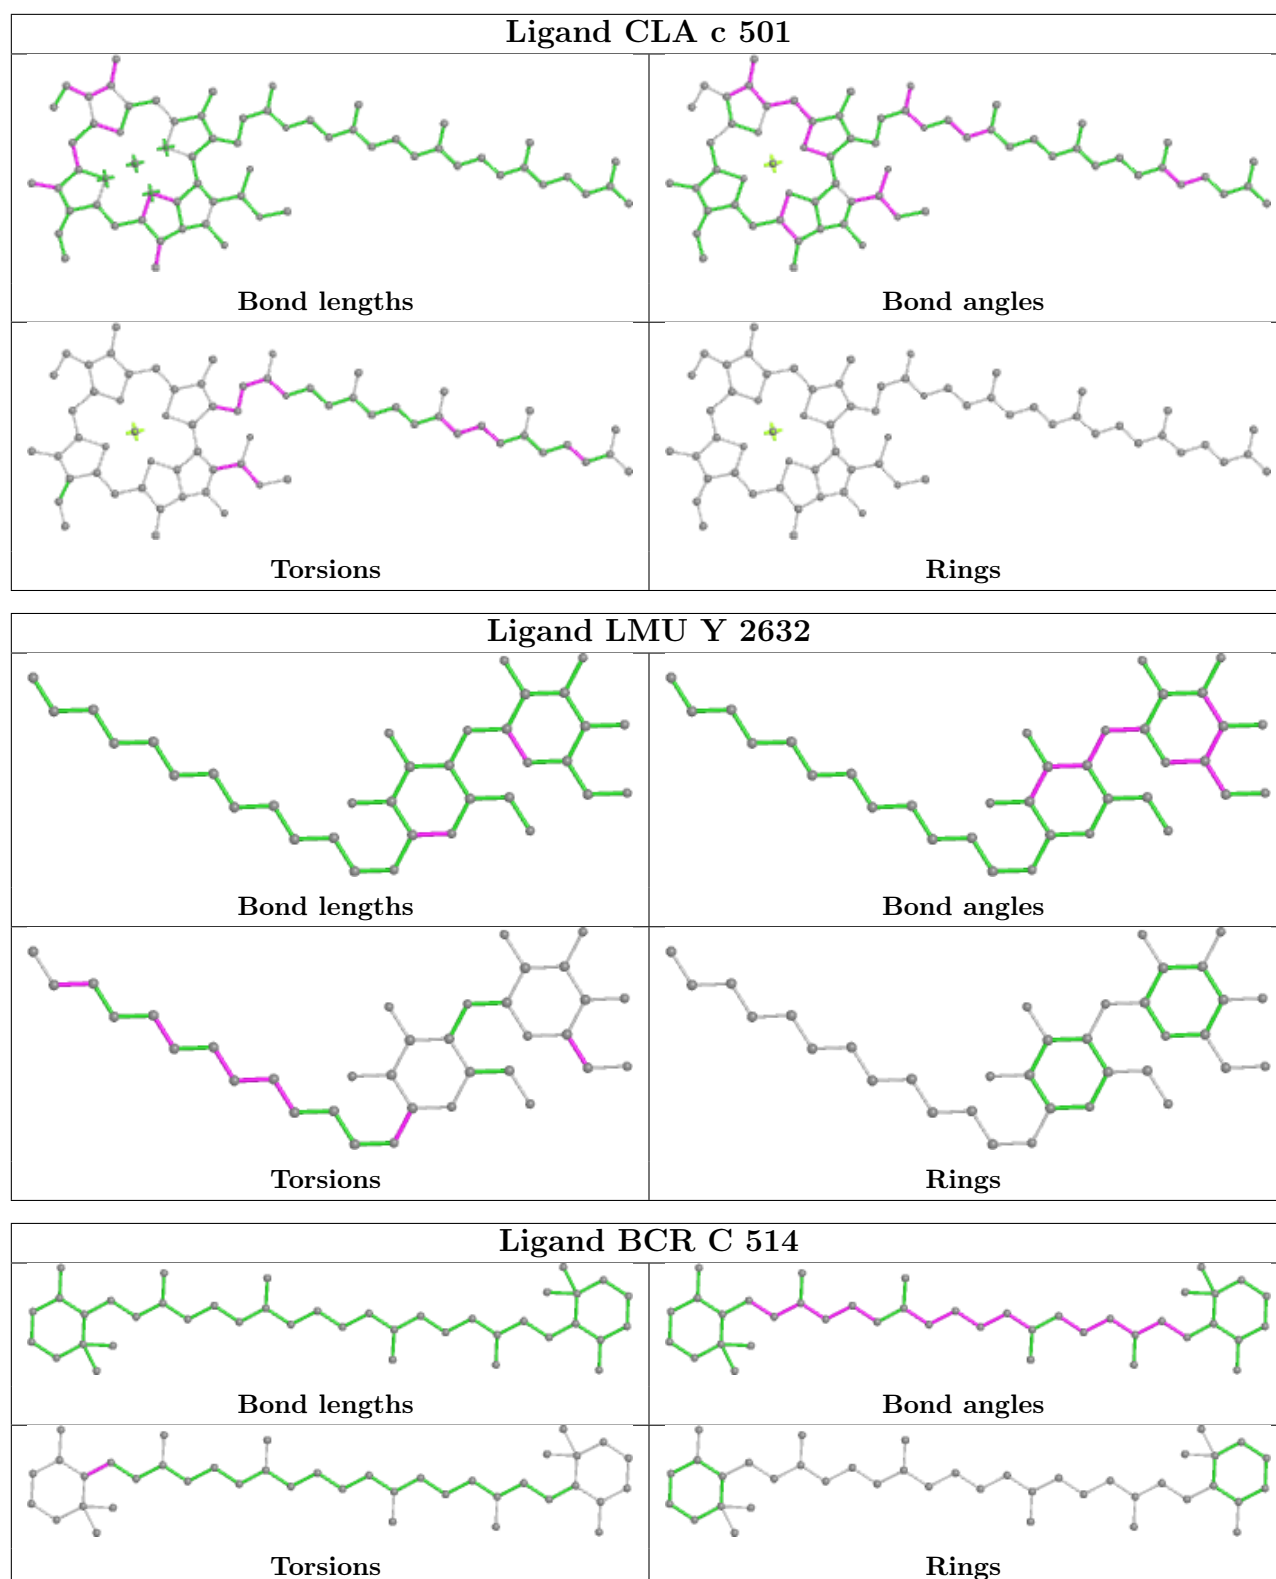 Ligand CLA c 501
Bond lengths
Bond angles
Torsions
Rings
Ligand LMU Y 2632
Bond lengths
Bond angles
Torsions
Rings
Ligand BCR C 514
Bond lengths
Bond angles
Torsions
Rings